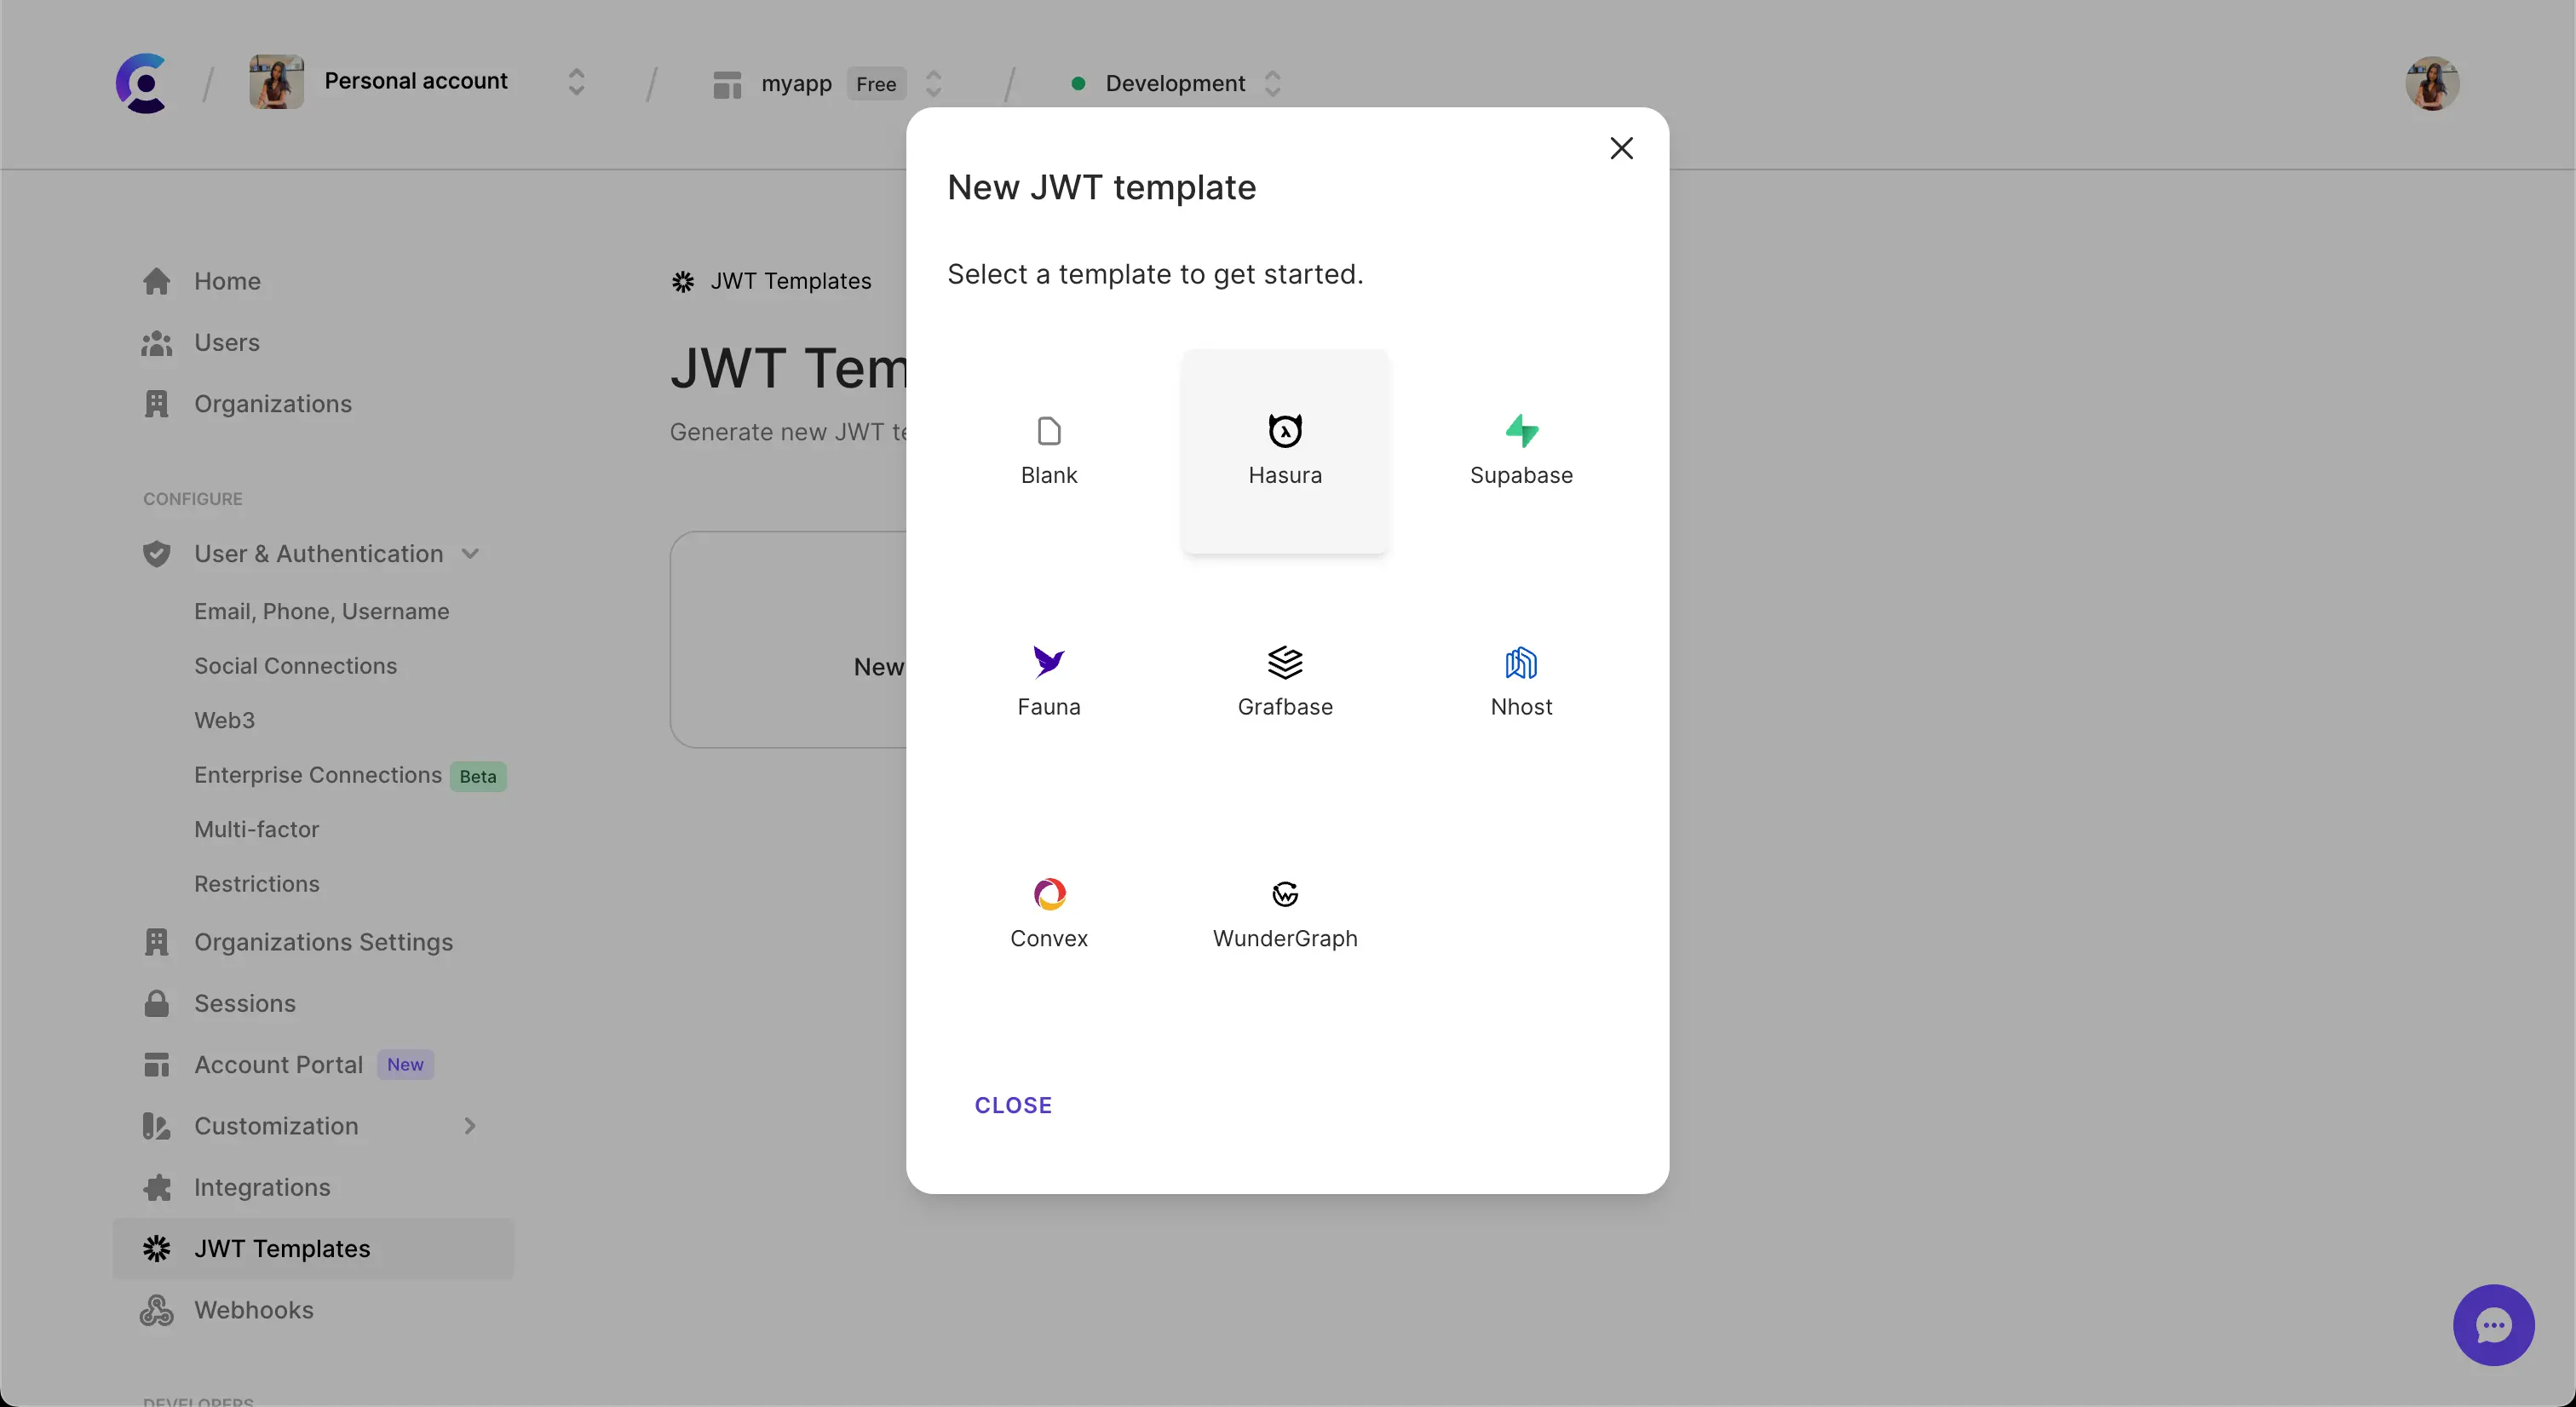 Personal account
myapp Free
Development
Home
Users
Organizations
CONFIGURE
User & Authentication
Email, Phone, Username
Social Connections
Web3
Enterprise Connections Beta
Multi-factor
Restrictions
Organizations Settings
Sessions
Account Portal New
Customization
Integrations
JWT Templates
Webhooks
DEVELOPERS
JWT Templates
JWT Tem
Generate new JWT te
New
New JWT template
Select a template to get started.
Blank
Hasura
Supabase
Fauna
Grafbase
Nhost
Convex
WunderGraph
CLOSE